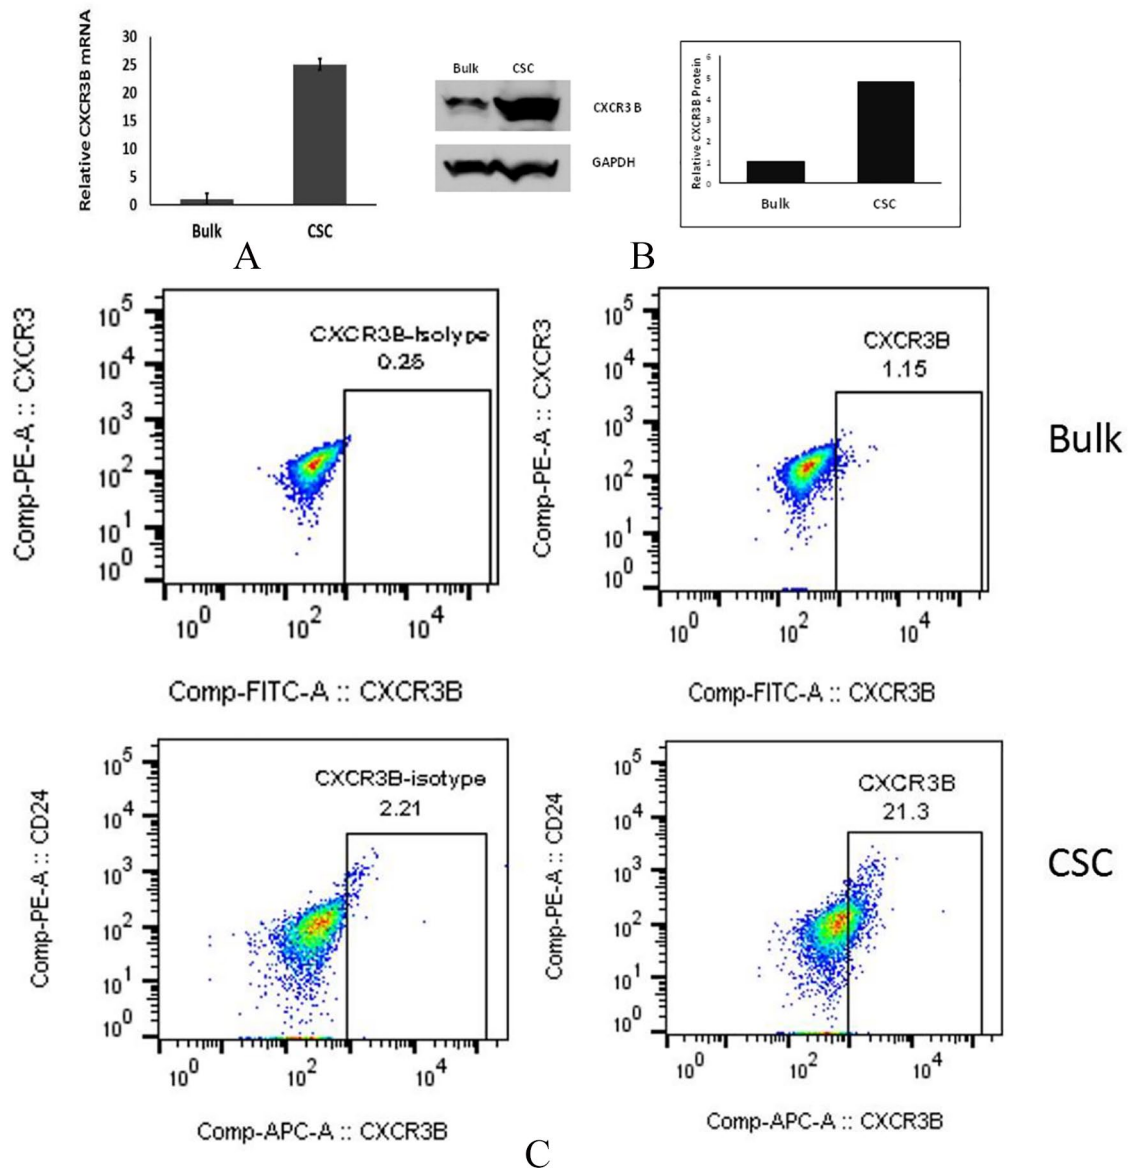 Relative CXCR3B mRNA
30
25
20
15
10
5
0
Bulk CSC
A
Bulk CSC
CXCR3 B
GAPDH
Relative CXCR3B Protein
6
5
4
3
2
1
0
Bulk CSC
B
Comp-PE-A :: CXCR3
10^5
10^4
10^3
10^2
10^1
10^0
CXCR3B-Isotype
10^0 10^2 10^4
Comp-FITC-A :: CXCR3B
Comp-PE-A :: CXCR3
10^5
10^4
10^3
10^2
10^1
10^0
CXCR3B
1.15
10^0 10^2 10^4
Comp-FITC-A :: CXCR3B
Bulk
Comp-PE-A :: CD24
10^5
10^4
10^3
10^2
10^1
10^0
CXCR3B-isotype
2.21
10^0 10^2 10^4
Comp-APC-A :: CXCR3B
Comp-PE-A :: CD24
10^5
10^4
10^3
10^2
10^1
10^0
CXCR3B
21.3
10^0 10^2 10^4
Comp-APC-A :: CXCR3B
CSC
C